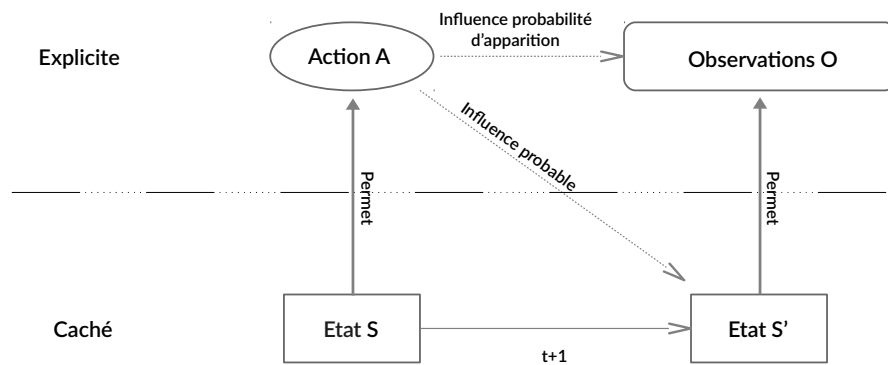 Influence probabilité
d'apparition
Explicite
Action A
Observations O
Influence probable
Permet
Permet
Caché
Etat S
Etat S'
t+1